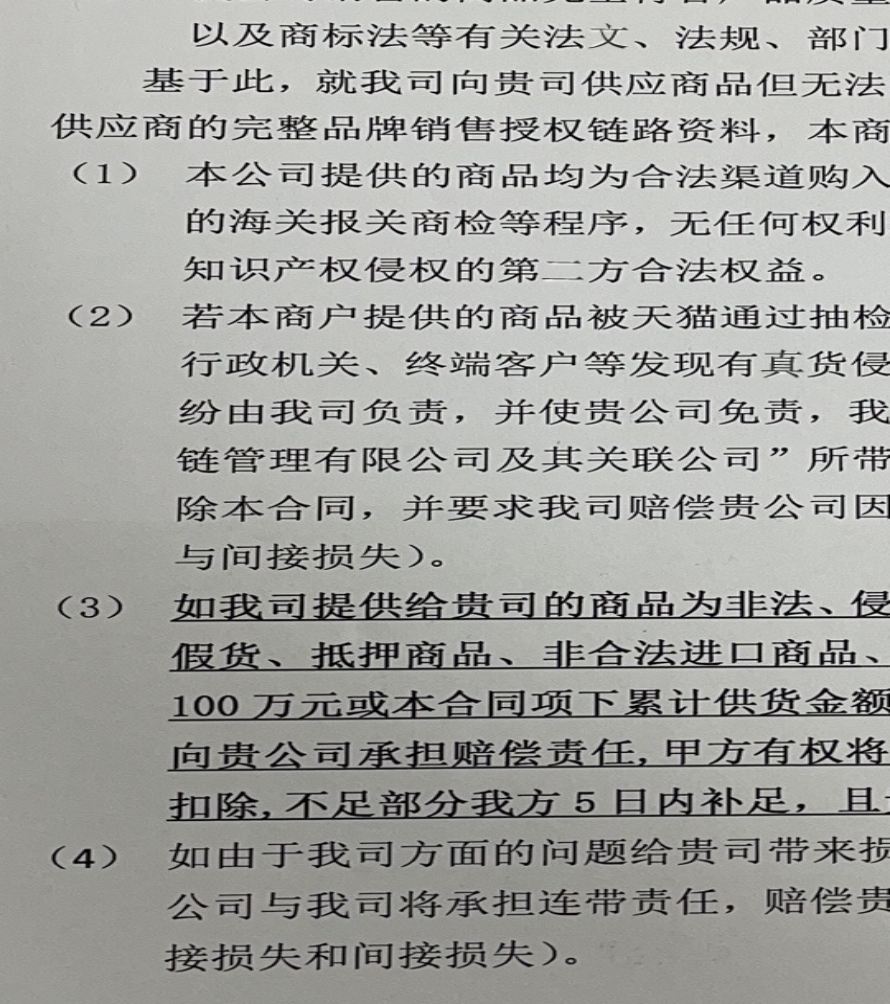 以及商标法等有关法文、法规、部门
基于此，就我司向贵司供应商品但无法
供应商的完整品牌销售授权链路资料，本商
（1） 本公司提供的商品均为合法渠道购入
的海关报关商检等程序，无任何权利
知识产权侵权的第二方合法权益。
（2） 若本商户提供的商品被天猫通过抽检
行政机关、终端客户等发现有真货侵
纷由我司负责，并使贵公司免责，我
链管理有限公司及其关联公司”所带
除本合同，并要求我司赔偿贵公司因
与间接损失）。
（3） 如我司提供给贵司的商品为非法、侵
假货、抵押商品、非合法进口商品、
100 万元或本合同项下累计供货金额
向贵公司承担赔偿责任,甲方有权将
扣除,不足部分我方 5 日内补足，且
（4） 如由于我司方面的问题给贵司带来损
公司与我司将承担连带责任，赔偿贵
接损失和间接损失）。